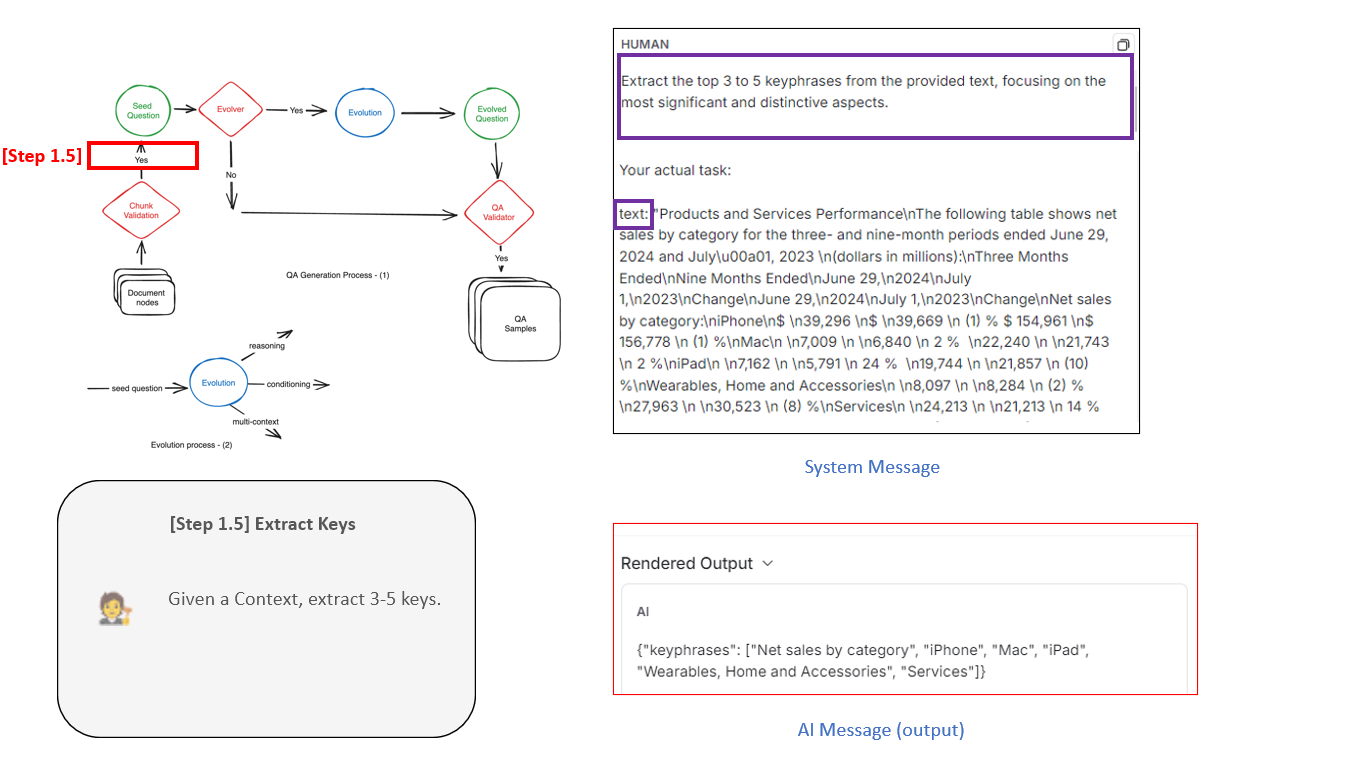 Seed
Question
Evolver
Yes
Evolution
Evolved
Question
[Step 1.5]
Yes
No
Chunk
Validation
QA
Validator
Yes
Document
nodes
QA Generation Process - (1)
QA
Samples
reasoning
seed question
Evolution
conditioning
multi-context
Evolution process - (2)
[Step 1.5] Extract Keys
Given a Context, extract 3-5 keys.
HUMAN
Extract the top 3 to 5 keyphrases from the provided text, focusing on the
most significant and distinctive aspects.
Your actual task:
text: "Products and Services Performance\nThe following table shows net
sales by category for the three- and nine-month periods ended June 29,
2024 and July\u00a01, 2023 \n(dollars in millions):\nThree Months
Ended\nNine Months Ended\nJune 29,\n2024\nJuly
1,\n2023\nChange\nJune 29,\n2024\nJuly 1,\n2023\nChange\nNet sales
by category:\niPhone\n$ \n39,296 \n$ \n39,669 \n (1) % $ 154,961 \n$
156,778 \n (1) %\nMac\n \n7,009 \n \n6,840 \n 2 %  \n22,240 \n \n21,743
\n 2 %\niPad\n \n7,162 \n \n5,791 \n 24 %  \n19,744 \n \n21,857 \n (10)
%\nWearables, Home and Accessories\n \n8,097 \n \n8,284 \n (2) %
\n27,963 \n \n30,523 \n (8) %\nServices\n \n24,213 \n \n21,213 \n 14 %
System Message
Rendered Output
AI
{"keyphrases": ["Net sales by category", "iPhone", "Mac", "iPad",
"Wearables, Home and Accessories", "Services"]}
AI Message (output)